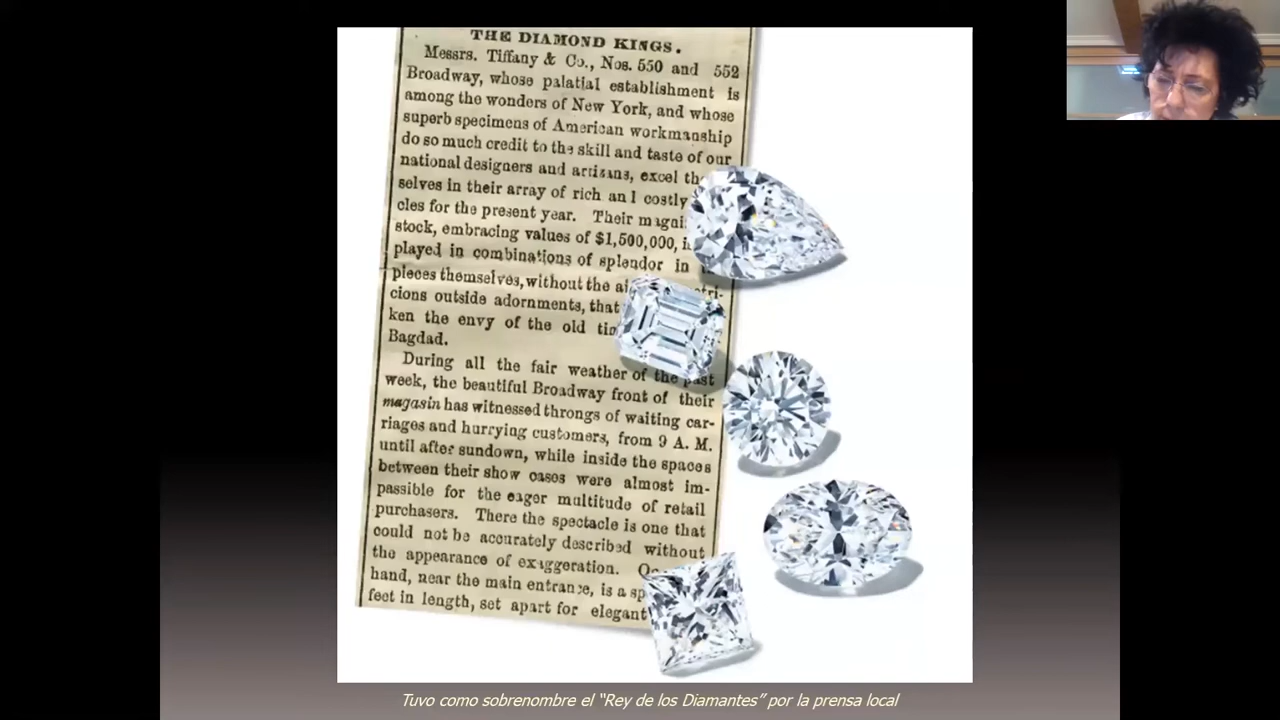 THE DIAMOND KINGS.
Messrs. Tiffany & Co., Nos. 550 and 552
Broadway, whose palatial establishment is
among the wonders of New York, and whose
superb specimens of American workmanship
do so much credit to the skill and taste of our
national designers and artisans, excel
selves in their array of rich an l costly
cles for the present year. Their magni
stock, embracing values of $1,500,000,
played in combinations of splendor in
pieces themselves, without the tri-
cions outside adornments, that
ken the envy of the old
Bagdad.
During all the fair weather of the past
week, the beautiful Broadway front of their
magasin has witnessed throngs of waiting car-
riages and hurrying customers, from 9 A. M.
until after sundown, while inside the spaces
between their show cases were almost im-
passible for the eager multitude of retail
purchasers. There the spectacle is one that
could not be accurately described without
the appearance of exaggeration.
hand, near the main entrance, is a
feet in length, set apart for elegant
Tuvo como sobrenombre el “Rey de los Diamantes” por la prensa local